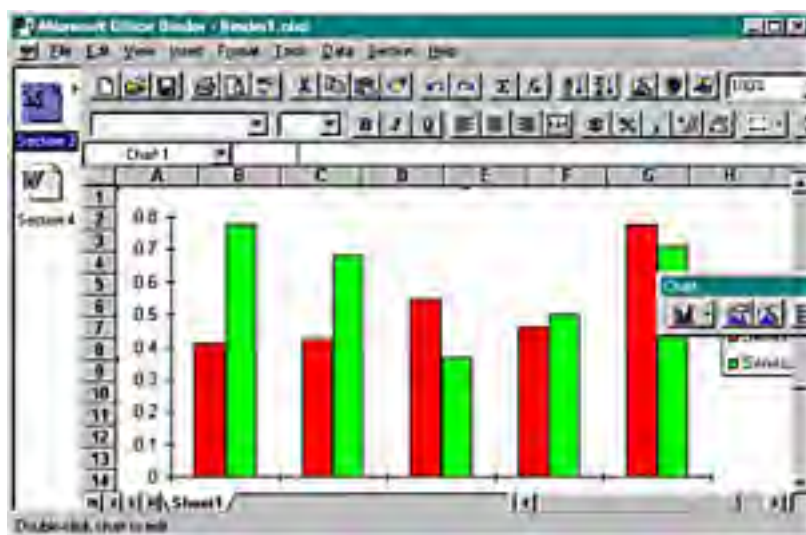 Microsoft Office Binder - Binder1.obd
File Edit View Insert Format Tools Data Section Help
100%
Section 3
B I U
$ % ,
Chart 1
A B C D E F G H
Section 4
1
2
3
4
5
6
7
8
9
10
11
12
13
14
0.8
0.7
0.6
0.5
0.4
0.3
0.2
0.1
0
Chart
Series
Series
Sheet1
Double-click chart to edit